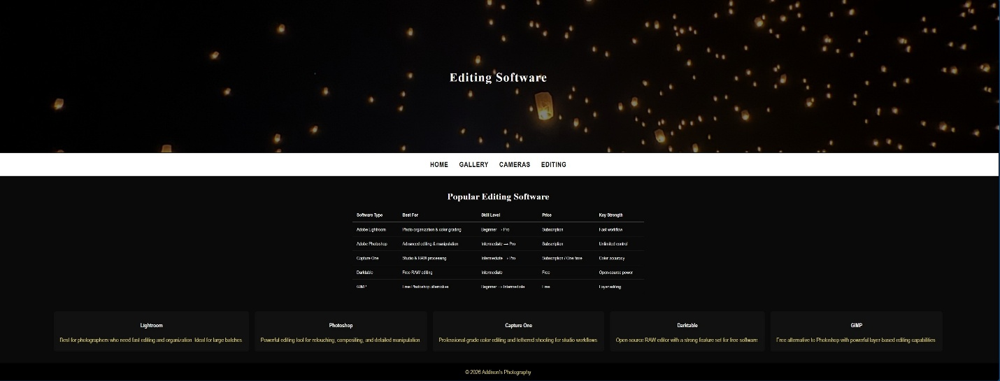 Editing Software
HOME GALLERY CAMERAS EDITING
Popular Editing Software
Software Type Best For Skill Level Price Key Strength
Adobe Lightroom Photo organization & color grading Beginner → Pro Subscription Fast workflow
Adobe Photoshop Advanced editing & manipulation Intermediate → Pro Subscription Unlimited control
Capture One Studio & RAW processing Intermediate → Pro Subscription / One time Color accuracy
Darktable Free RAW editing Intermediate Free Open-source power
GIMP Free Photoshop alternative Beginner → Intermediate Free Layer editing
Lightroom Photoshop Capture One Darktable GIMP
Best for photographers who need fast editing and organization. Ideal for large batches. Powerful editing tool for retouching, compositing, and detailed manipulation. Professional-grade color editing and tethered shooting for studio workflows. Open-source RAW editor with a strong feature set for free software. Free alternative to Photoshop with powerful layer-based editing capabilities.
© 2026 Addison's Photography